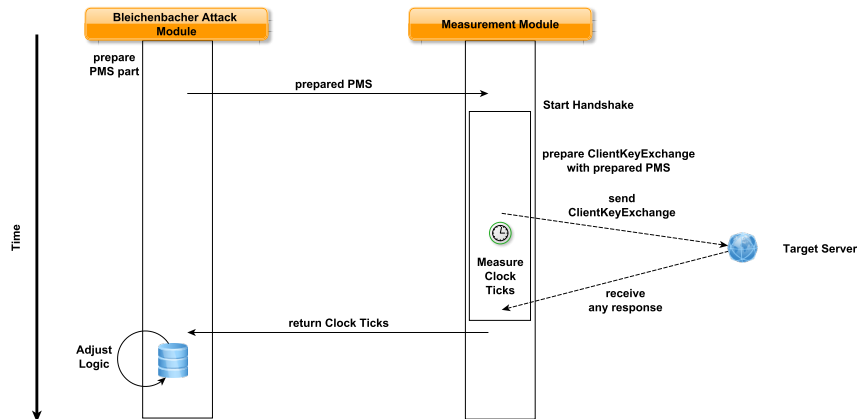 Bleichenbacher Attack
Module
Measurement Module
prepare
PMS part
prepared PMS
Start Handshake
prepare ClientKeyExchange
with prepared PMS
send
ClientKeyExchange
Time
Target Server
Measure
Clock
Ticks
receive
any response
return Clock Ticks
Adjust
Logic